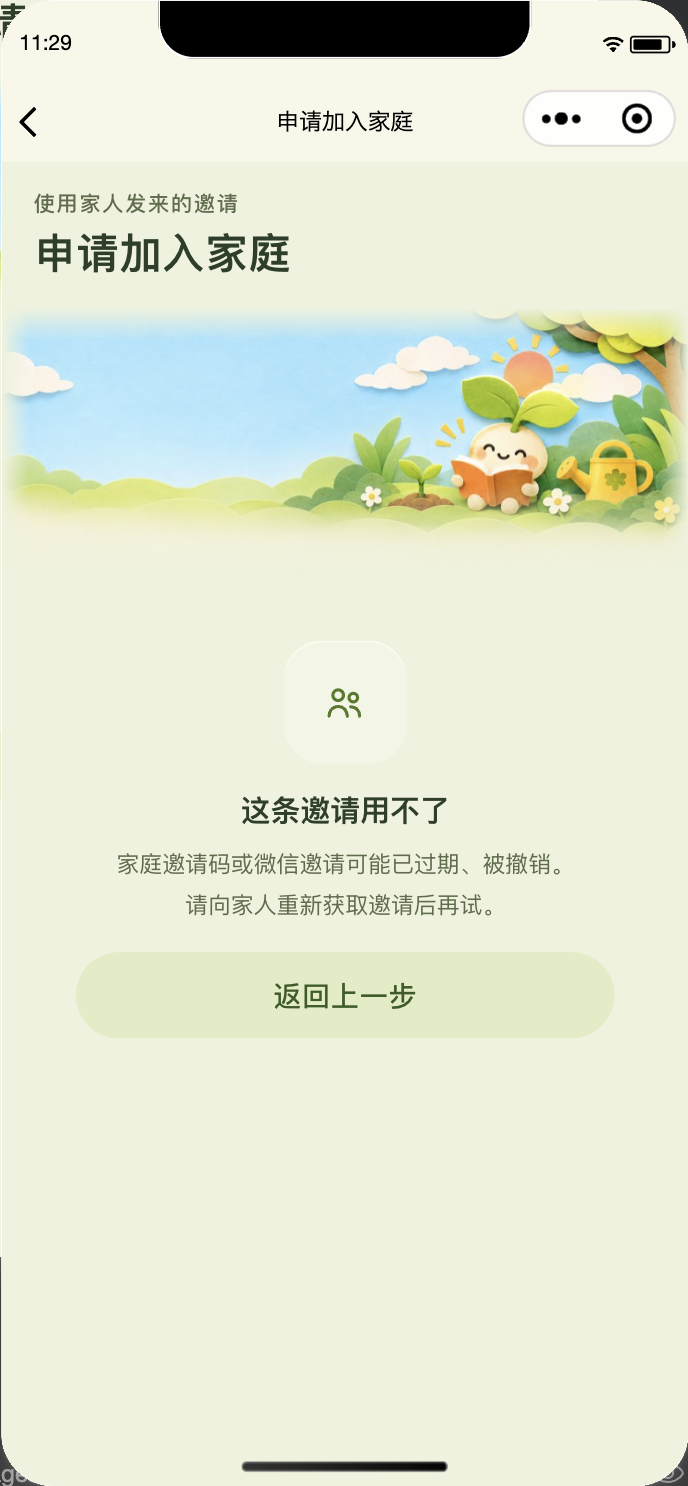 11:29
申请加入家庭
使用家人发来的邀请
申请加入家庭
这条邀请用不了
家庭邀请码或微信邀请可能已过期、被撤销。
请向家人重新获取邀请后再试。
返回上一步